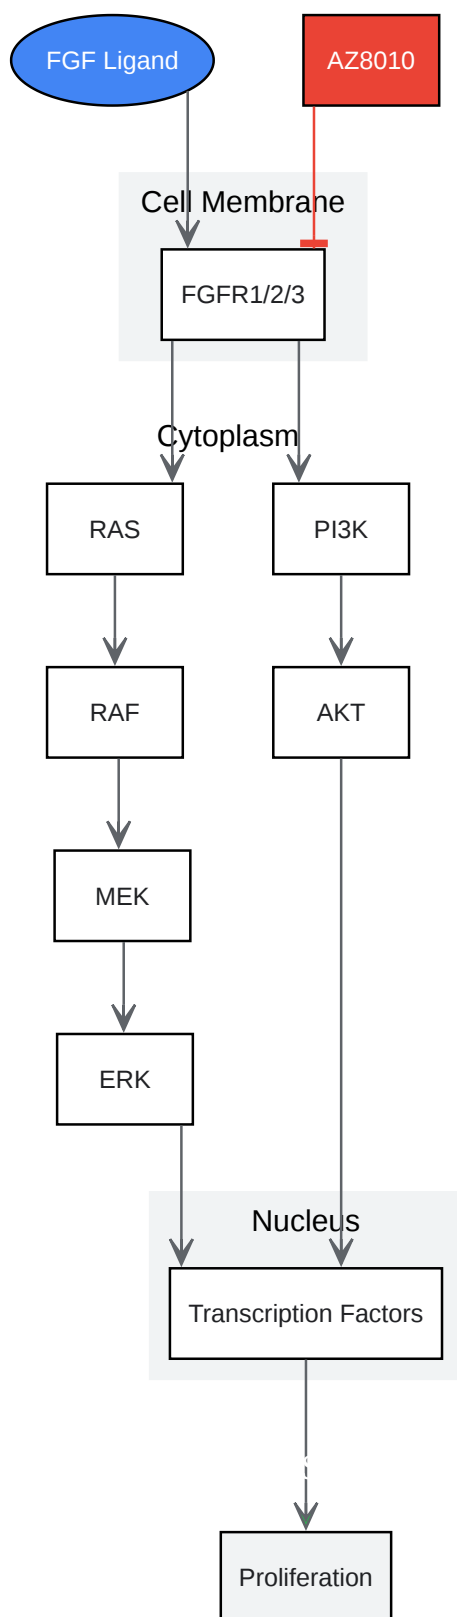 FGF Ligand
AZ8010
Cell Membrane
FGFR1/2/3
Cytoplasm
RAS
PI3K
RAF
AKT
MEK
ERK
Nucleus
Transcription Factors
Proliferation